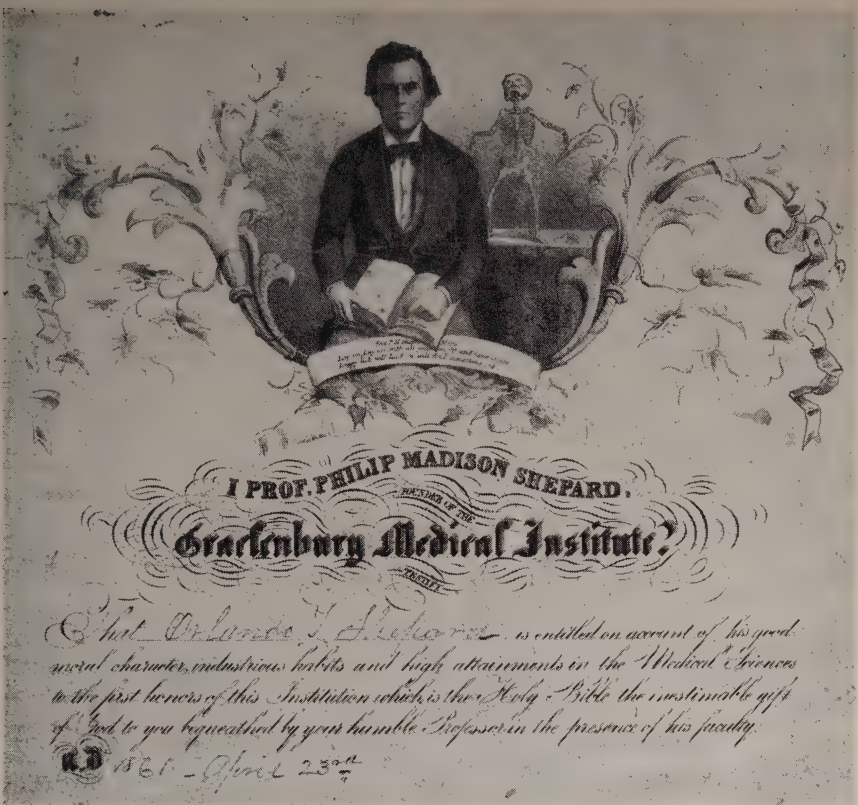 I PROF. PHILIP MADISON SHEPARD.
FOUNDER OF THE
Graefenburg Medical Institute.
TESTIFY
That Orlando T. Shepard is entitled on account of his good
moral character, industrious habits and high attainments in the Medical Sciences
to the first honors of this Institution which is the Holy Bible the inestimable gift
of God to you bequeathed by your humble Professor in the presence of his faculty.
A.D 1861 - April 23rd